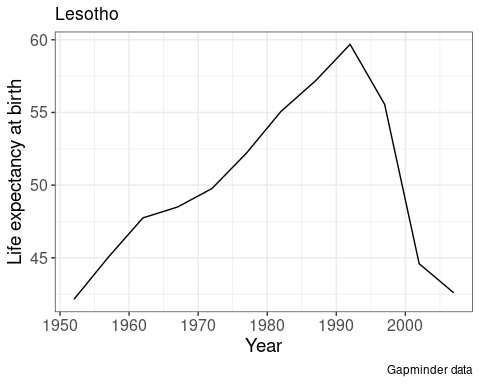 Lesotho
60
55
50
45
Life expectancy at birth
1950 1960 1970 1980 1990 2000
Year
Gapminder data